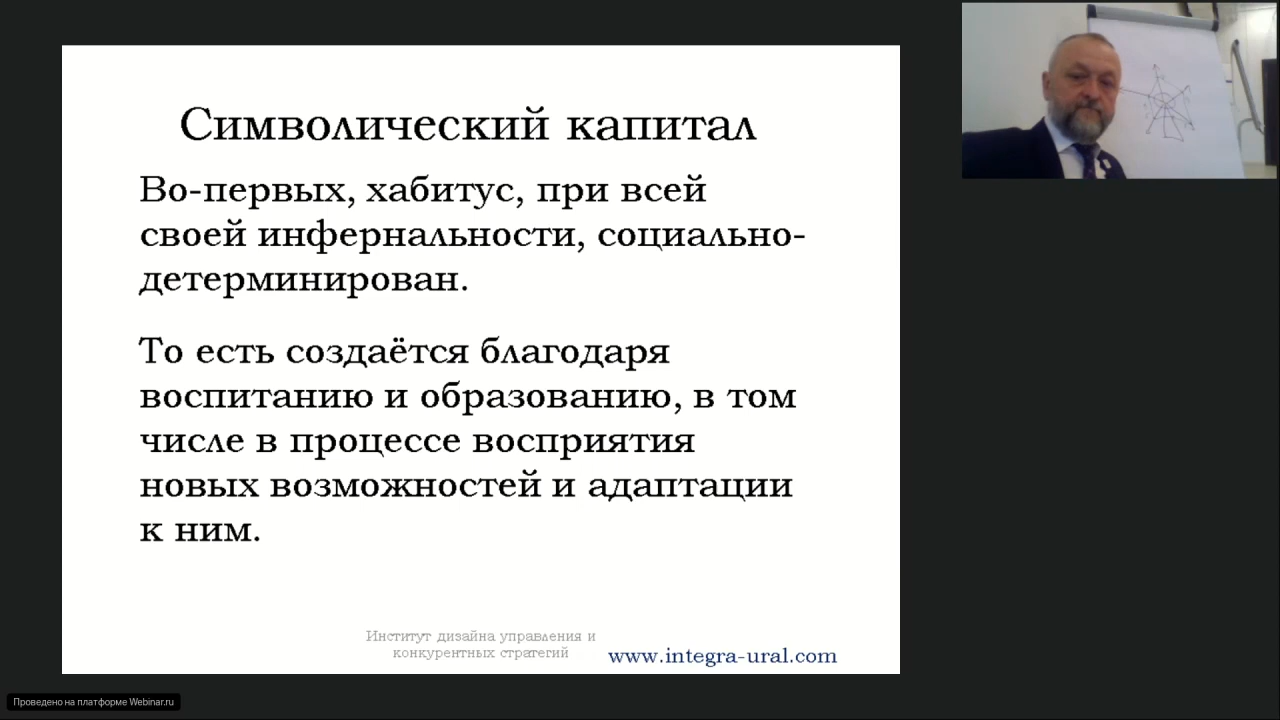 Символический капитал
Во-первых, хабитус, при всей
своей инфернальности, социально-
детерминирован.
То есть создаётся благодаря
воспитанию и образованию, в том
числе в процессе восприятия
новых возможностей и адаптации
к ним.
Институт дизайна управления и
конкурентных стратегий
www.integra-ural.com
Проведено на платформе Webinar.ru